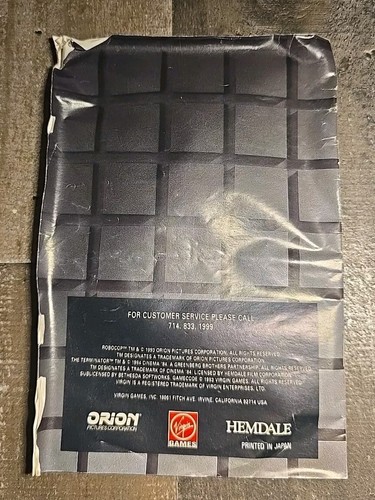 FOR CUSTOMER SERVICE PLEASE CALL
714. 833. 1999
ROBOCOP™ TM & © 1993 ORION PICTURES CORPORATION. ALL RIGHTS RESERVED.
TM DESIGNATES A TRADEMARK OF ORION PICTURES CORPORATION.
THE TERMINATOR™ TM & © 1984 CINEMA '84. A GREENBERG BROTHERS PARTNERSHIP. ALL RIGHTS RESERVED.
TM DESIGNATES A TRADEMARK OF CINEMA '84. LICENSED BY HEMDALE FILM CORPORATION.
SUBLICENSED BY BETHESDA SOFTWORKS. GAMECODE © 1993 VIRGIN GAMES. ALL RIGHTS RESERVED.
VIRGIN IS A REGISTERED TRADEMARK OF VIRGIN ENTERPRISES, LTD.
VIRGIN GAMES, INC. 18061 FITCH AVE. IRVINE, CALIFORNIA 92714 USA
ORION
PICTURES CORPORATION
Virgin
GAMES
HEMDALE
PRINTED IN JAPAN